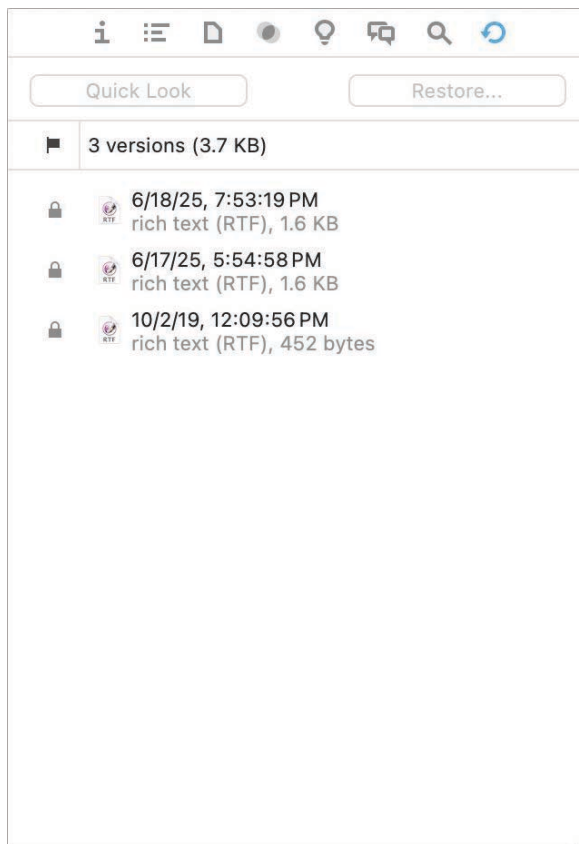 Quick Look
Restore...
3 versions (3.7 KB)
6/18/25, 7:53:19 PM
rich text (RTF), 1.6 KB
6/17/25, 5:54:58 PM
rich text (RTF), 1.6 KB
10/2/19, 12:09:56 PM
rich text (RTF), 452 bytes